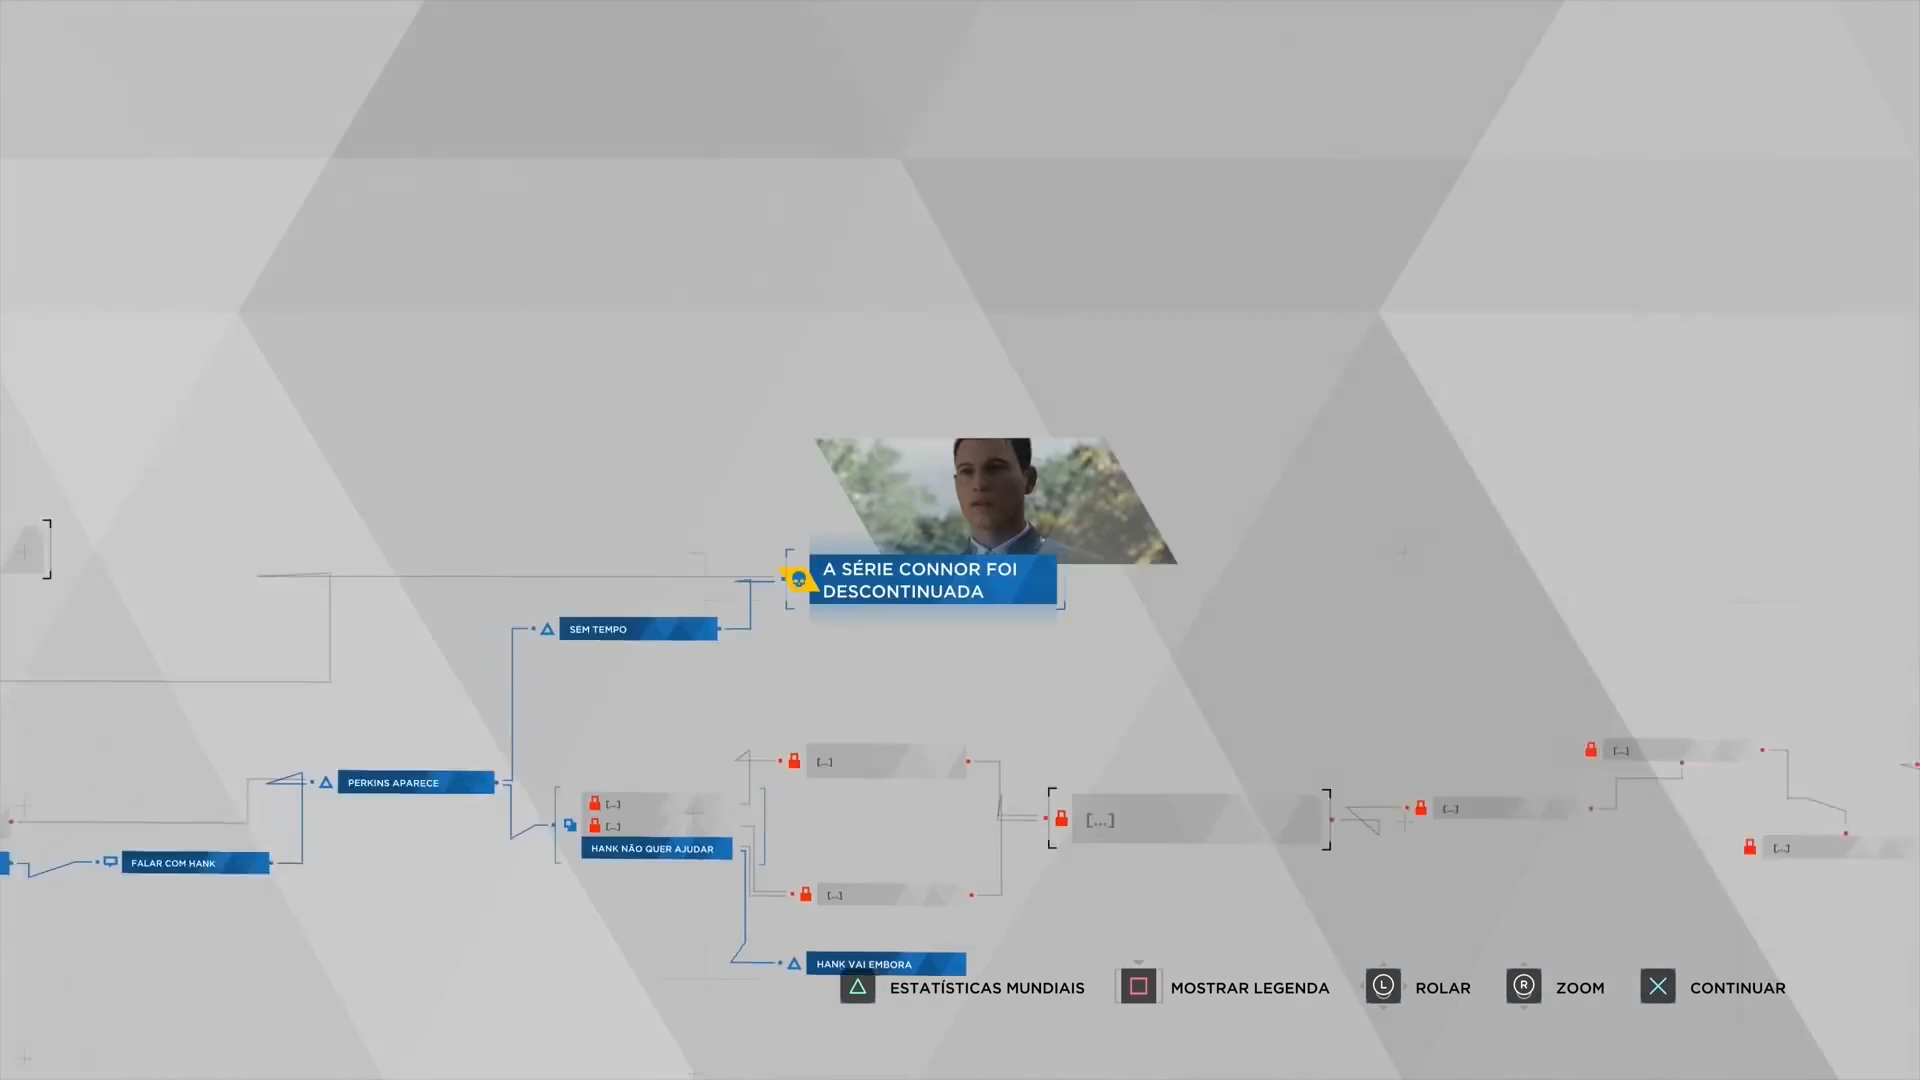 A SÉRIE CONNOR FOI
DESCONTINUADA
SEM TEMPO
[...]
[...]
PERKINS APARECE
[...]
[...]
[...]
[...]
[...]
HANK NÃO QUER AJUDAR
FALAR COM HANK
[...]
HANK VAI EMBORA
ESTATÍSTICAS MUNDIAIS
MOSTRAR LEGENDA
L
ROLAR
R
ZOOM
CONTINUAR